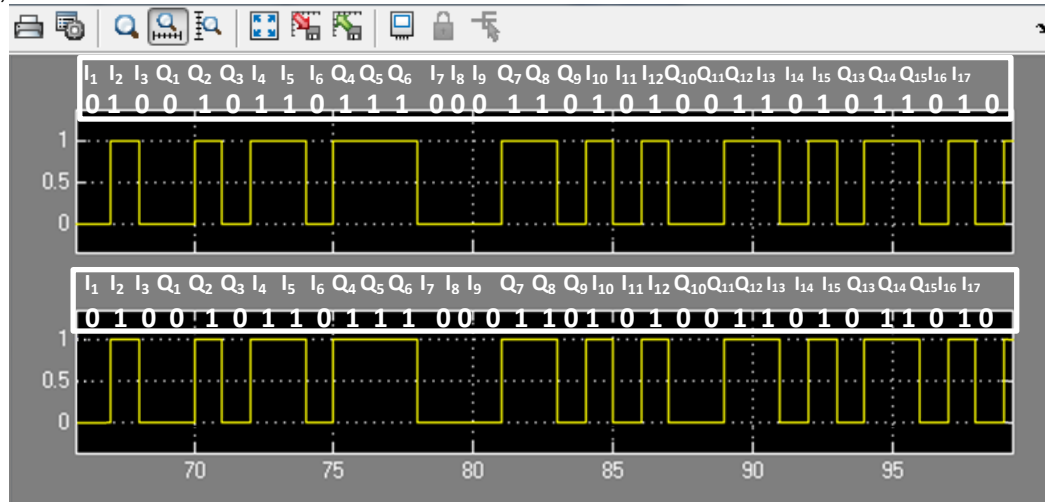 I₁ I₂ I₃ Q₁ Q₂ Q₃ I₄ I₅ I₆ Q₄ Q₅ Q₆ I₇ I₈ I₉ Q₇ Q₈ Q₉ I₁₀ I₁₁ I₁₂ Q₁₀ Q₁₁ Q₁₂ I₁₃ I₁₄ I₁₅ Q₁₃ Q₁₄ Q₁₅ I₁₆ I₁₇
0 1 0 0 1 0 1 1 0 1 1 1 0 0 0 1 1 0 1 0 1 0 0 1 1 0 1 0 1 1 0 1 0
1
0.5
0
I₁ I₂ I₃ Q₁ Q₂ Q₃ I₄ I₅ I₆ Q₄ Q₅ Q₆ I₇ I₈ I₉ Q₇ Q₈ Q₉ I₁₀ I₁₁ I₁₂ Q₁₀ Q₁₁ Q₁₂ I₁₃ I₁₄ I₁₅ Q₁₃ Q₁₄ Q₁₅ I₁₆ I₁₇
0 1 0 0 1 0 1 1 0 1 1 1 0 0 0 1 1 0 1 0 1 0 0 1 1 0 1 0 1 1 0 1 0
1
0.5
0
70 75 80 85 90 95